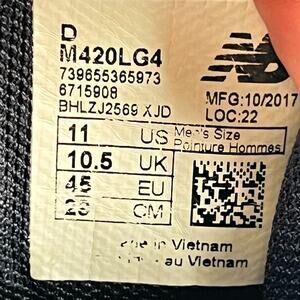 D
M420LG4
739655365973
6715908
BHLZJ2569 XJD
MFG:10/2017
LOC:22
11 US Men's Size
Pointure Hommes
10.5 UK
45 EU
CM
in Vietnam
au Vietnam